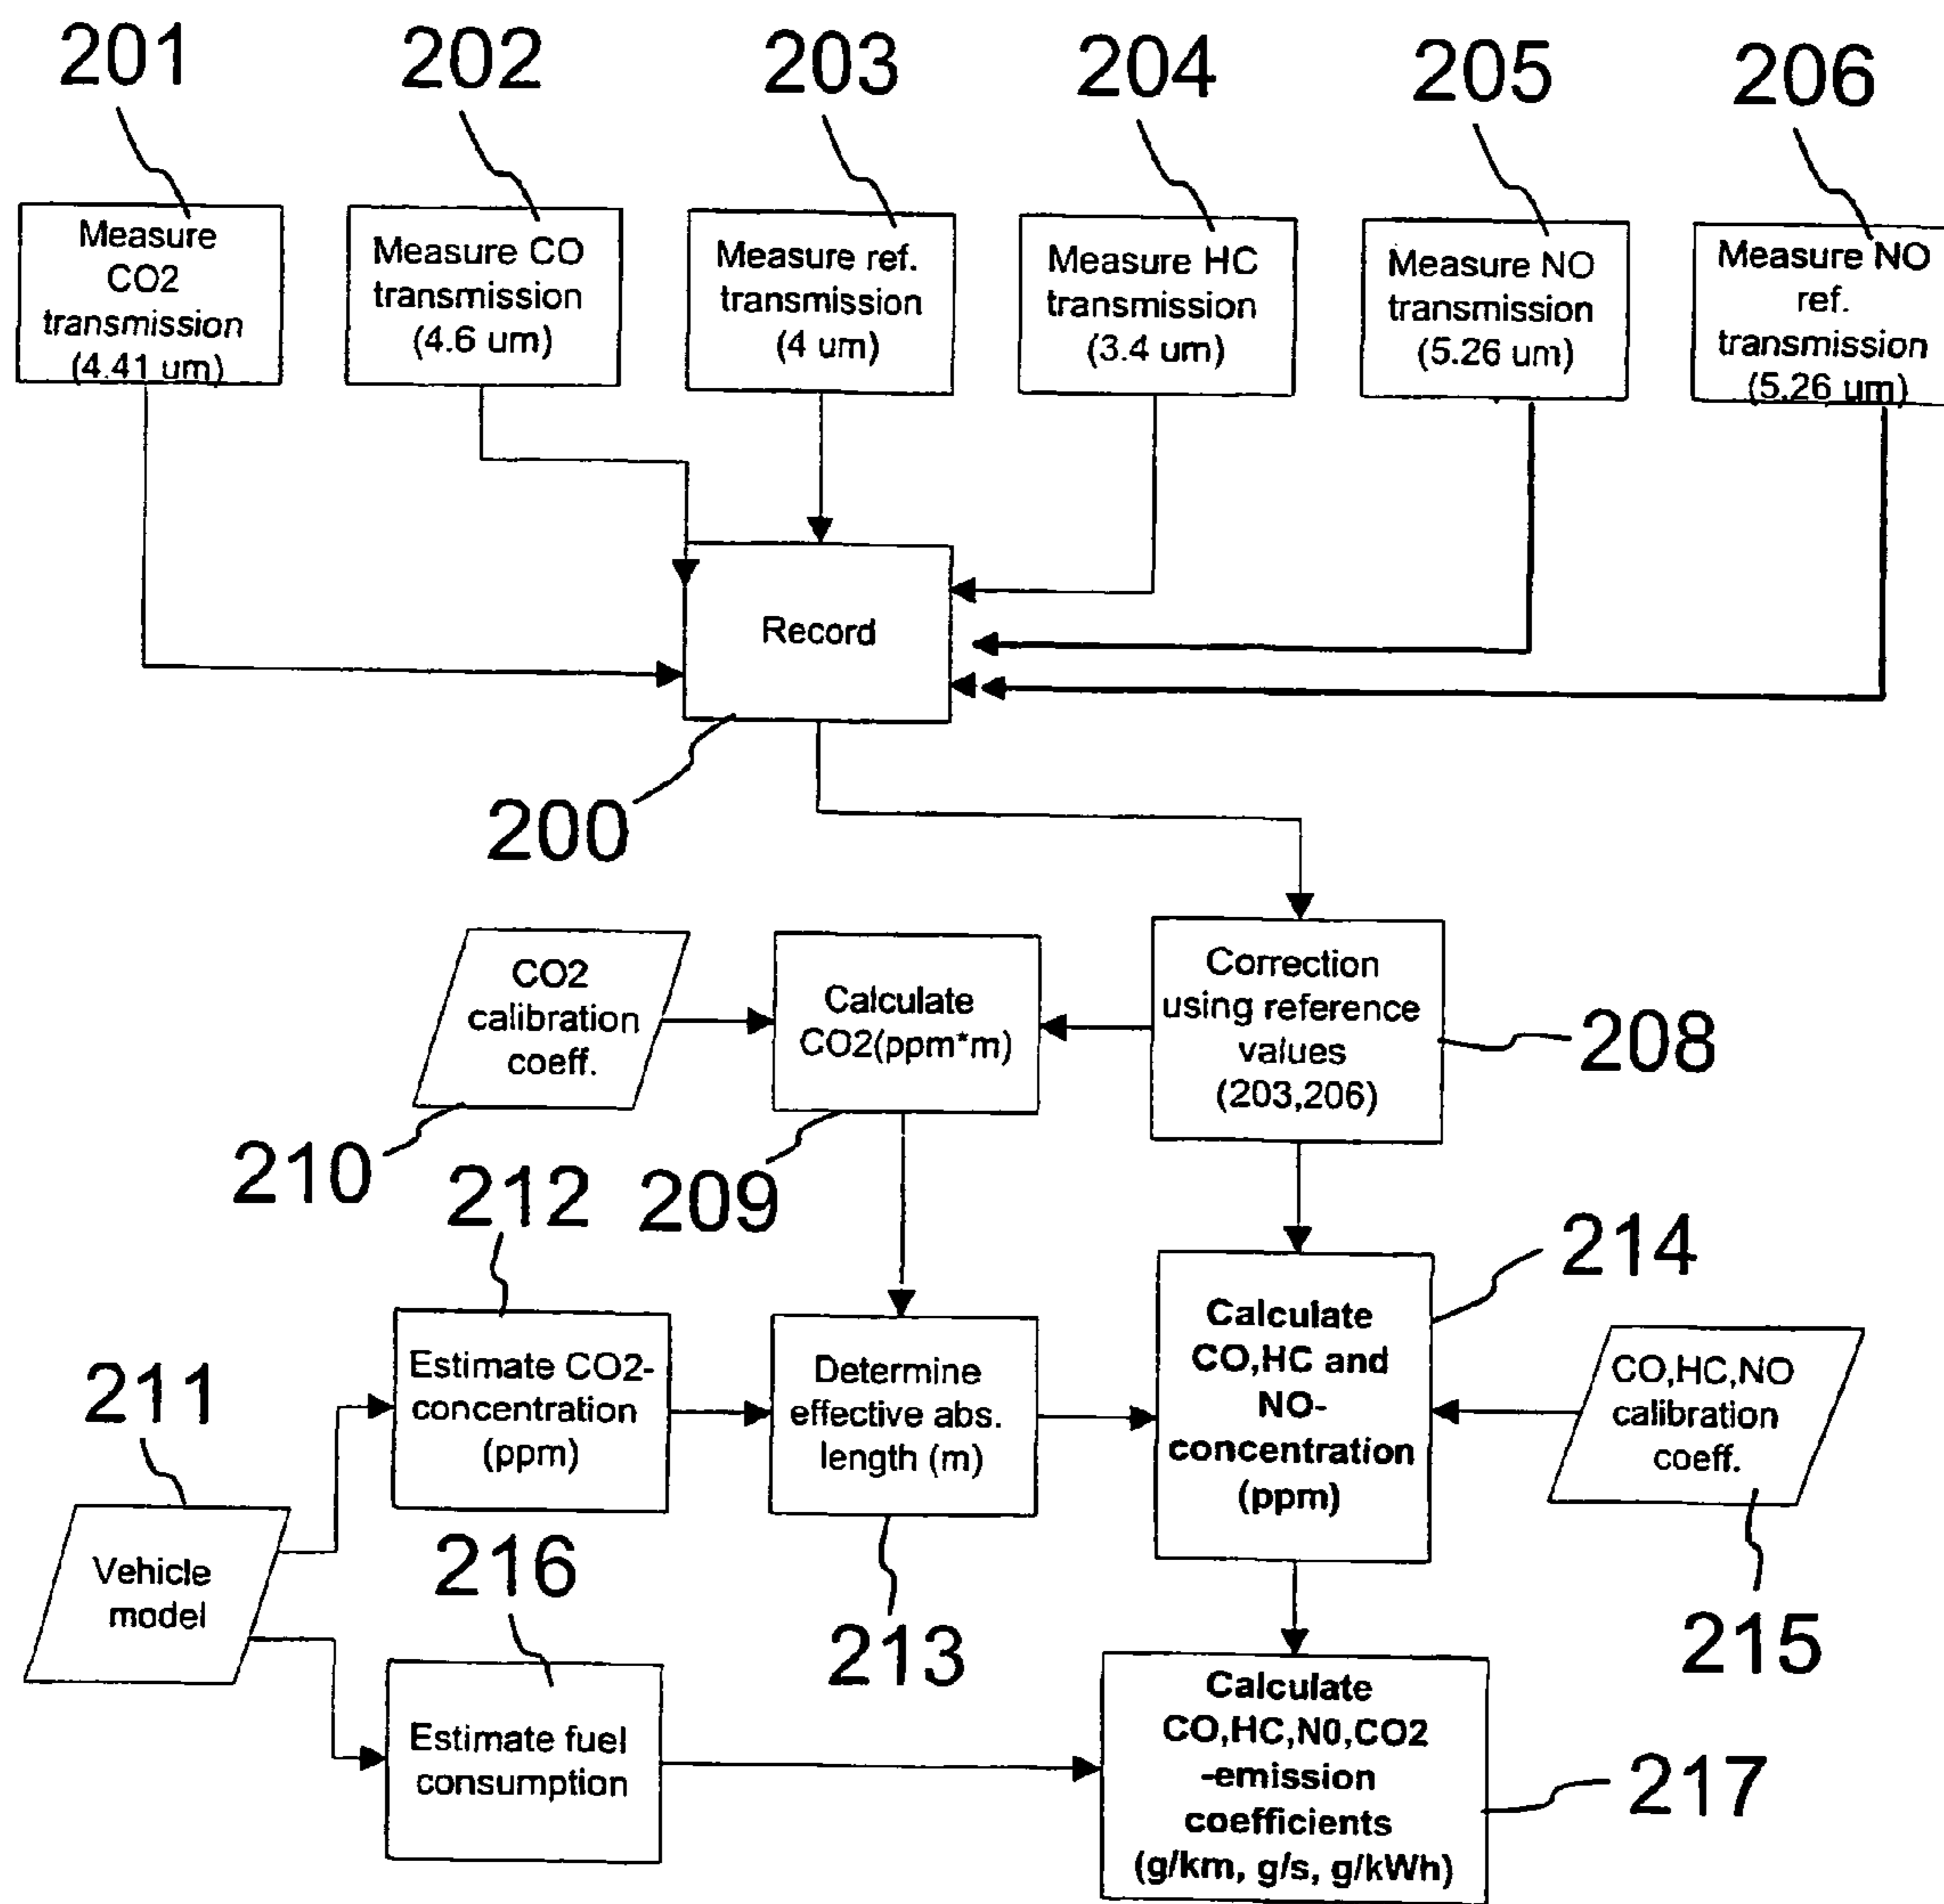 201
202
203
204
205
206
Measure
CO2
transmission
(4.41 um)
Measure CO
transmission
(4.6 um)
Measure ref.
transmission
(4 um)
Measure HC
transmission
(3.4 um)
Measure NO
transmission
(5.26 um)
Measure NO
ref.
transmission
(5.26 um)
Record
200
CO2
calibration
coeff.
Calculate
CO2(ppm*m)
Correction
using reference
values
(203,206)
208
210
212
209
214
Estimate CO2-
concentration
(ppm)
Determine
effective abs.
length (m)
Calculate
CO,HC and
NO-
concentration
(ppm)
CO,HC,NO
calibration
coeff.
211
Vehicle
model
216
213
215
Estimate fuel
consumption
Calculate
CO,HC,N0,CO2
-emission
coefficients
(g/km, g/s, g/kWh)
217